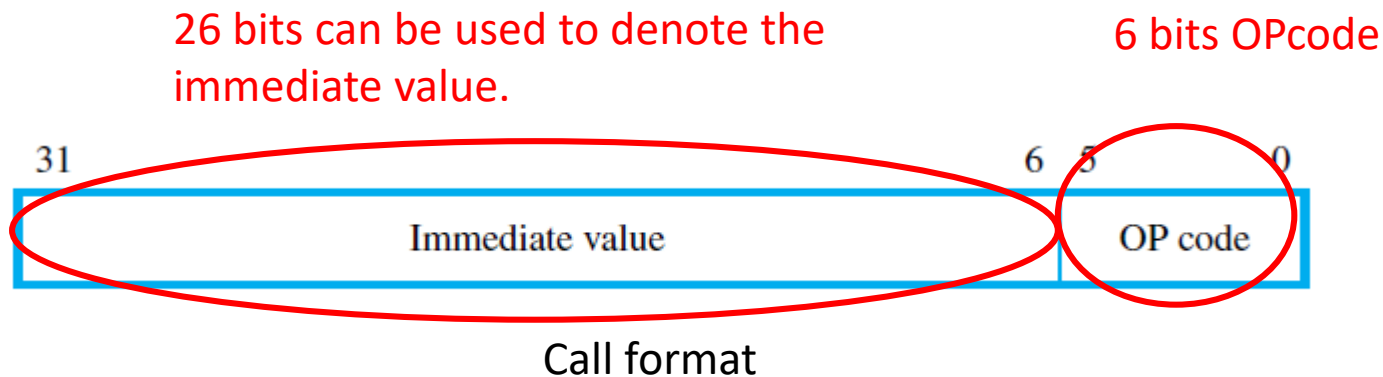 26 bits can be used to denote the
immediate value.
6 bits OPcode
31 6 5 0
Immediate value OP code
Call format